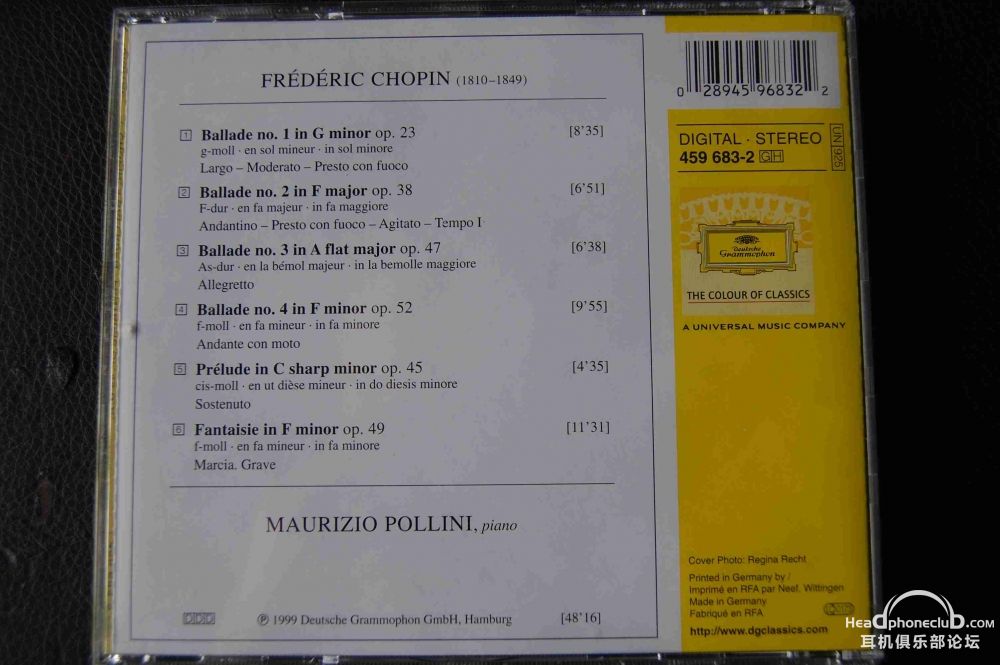 FRÉDÉRIC CHOPIN (1810–1849)
1 Ballade no. 1 in G minor op. 23 [8'35]
g-moll · en sol mineur · in sol minore
Largo – Moderato – Presto con fuoco
2 Ballade no. 2 in F major op. 38 [6'51]
F-dur · en fa majeur · in fa maggiore
Andantino – Presto con fuoco – Agitato – Tempo I
3 Ballade no. 3 in A flat major op. 47 [6'38]
As-dur · en la bémol majeur · in la bemolle maggiore
Allegretto
4 Ballade no. 4 in F minor op. 52 [9'55]
f-moll · en fa mineur · in fa minore
Andante con moto
5 Prélude in C sharp minor op. 45 [4'35]
cis-moll · en ut dièse mineur · in do diesis minore
Sostenuto
6 Fantaisie in F minor op. 49 [11'31]
f-moll · en fa mineur · in fa minore
Marcia. Grave
MAURIZIO POLLINI, piano
DDD ℗ 1999 Deutsche Grammophon GmbH, Hamburg [48'16]
0 28945 96832 2
DIGITAL · STEREO
459 683-2 GH
UN 925
Deutsche
Grammophon
THE COLOUR OF CLASSICS
A UNIVERSAL MUSIC COMPANY
Cover Photo: Regina Recht
Printed in Germany by /
Imprimé en RFA par Neef, Wittingen
Made in Germany
Fabriqué en RFA
http://www.dgclassics.com
HeadphoneclubD.com
耳机俱乐部论坛